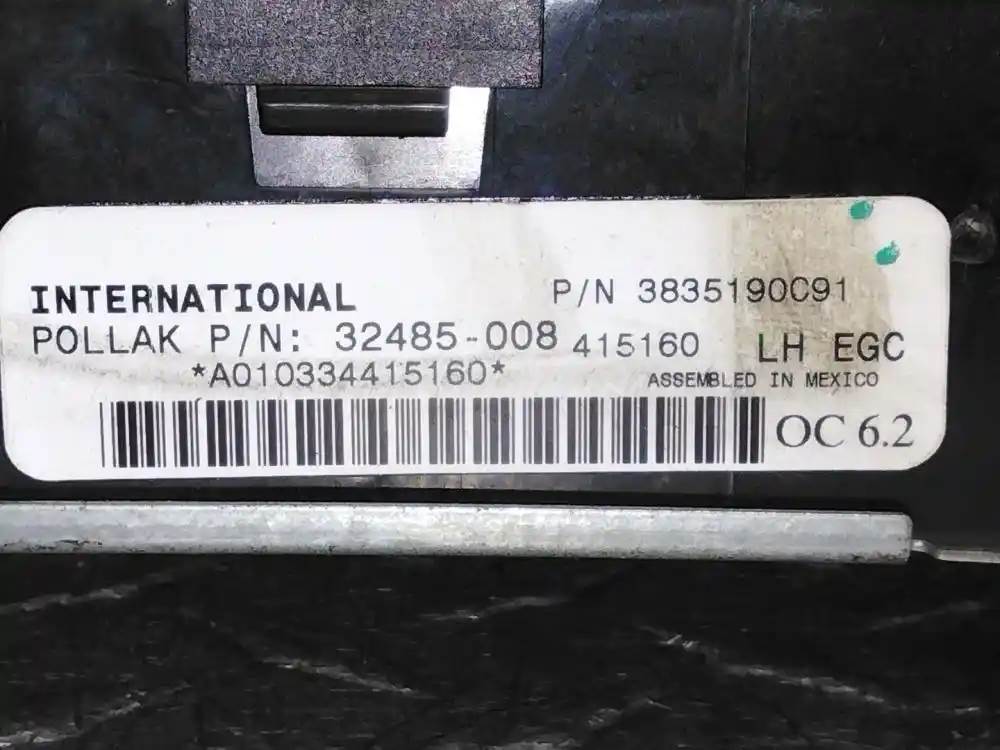 INTERNATIONAL P/N 3835190C91
POLLAK P/N: 32485-008 415160 LH EGC
*A010334415160* ASSEMBLED IN MEXICO
OC 6.2